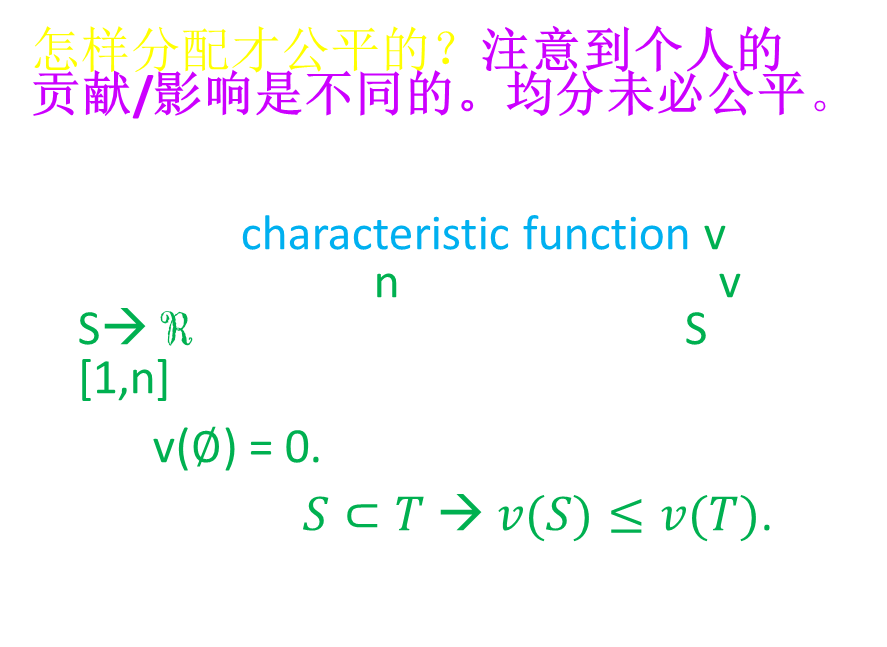 怎样分配才公平的？注意到个人的
贡献/影响是不同的。均分未必公平。
characteristic function v
n v
S→ ℜ S
[1,n]
v(∅) = 0.
𝑆 ⊂ 𝑇 → 𝑣(𝑆) ≤ 𝑣(𝑇).